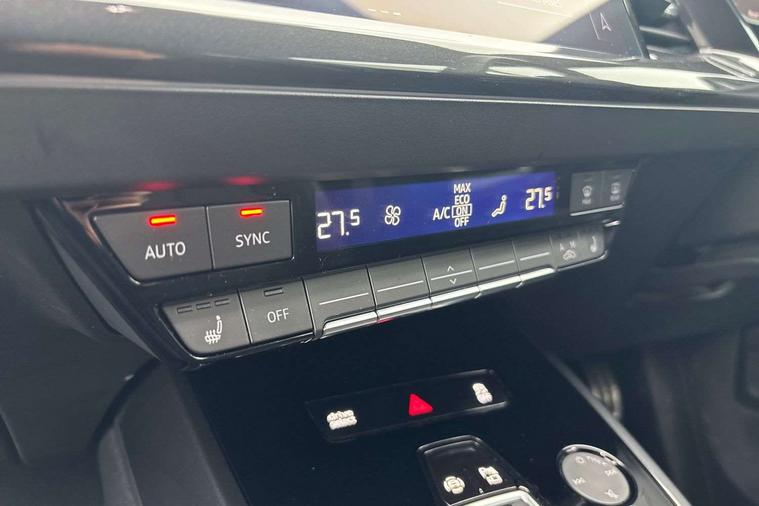 AUTO
SYNC
27.5
A/C
MAX
ECO
ON
OFF
27.5
OFF